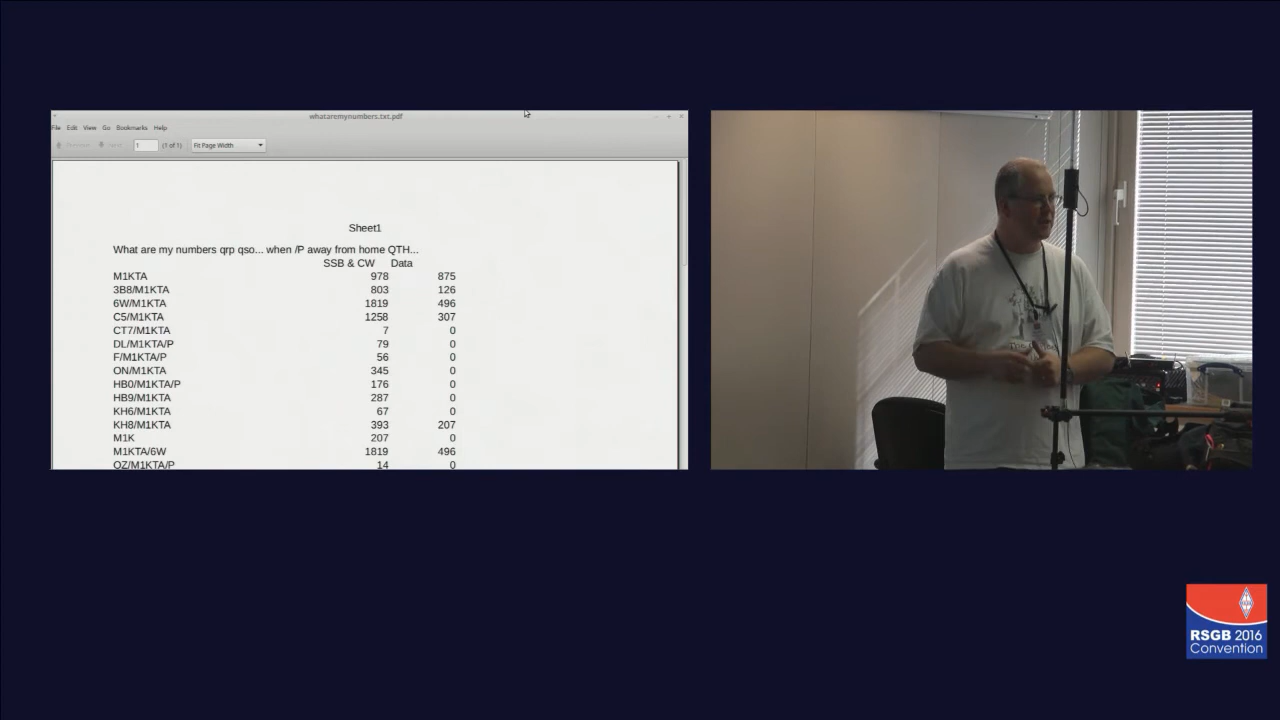 whataremynumbers.txt.pdf
File Edit View Go Bookmarks Help
1 (1 of 1) Fit Page Width
Sheet1
What are my numbers qrp qso... when /P away from home QTH...
SSB & CW Data
M1KTA 978 875
3B8/M1KTA 803 126
6W/M1KTA 1819 496
C5/M1KTA 1258 307
CT7/M1KTA 7 0
DL/M1KTA/P 79 0
F/M1KTA/P 56 0
ON/M1KTA 345 0
HB0/M1KTA/P 176 0
HB9/M1KTA 287 0
KH6/M1KTA 67 0
KH8/M1KTA 393 207
M1K 207 0
M1KTA/6W 1819 496
OZ/M1KTA/P 14 0
RSGB 2016
Convention